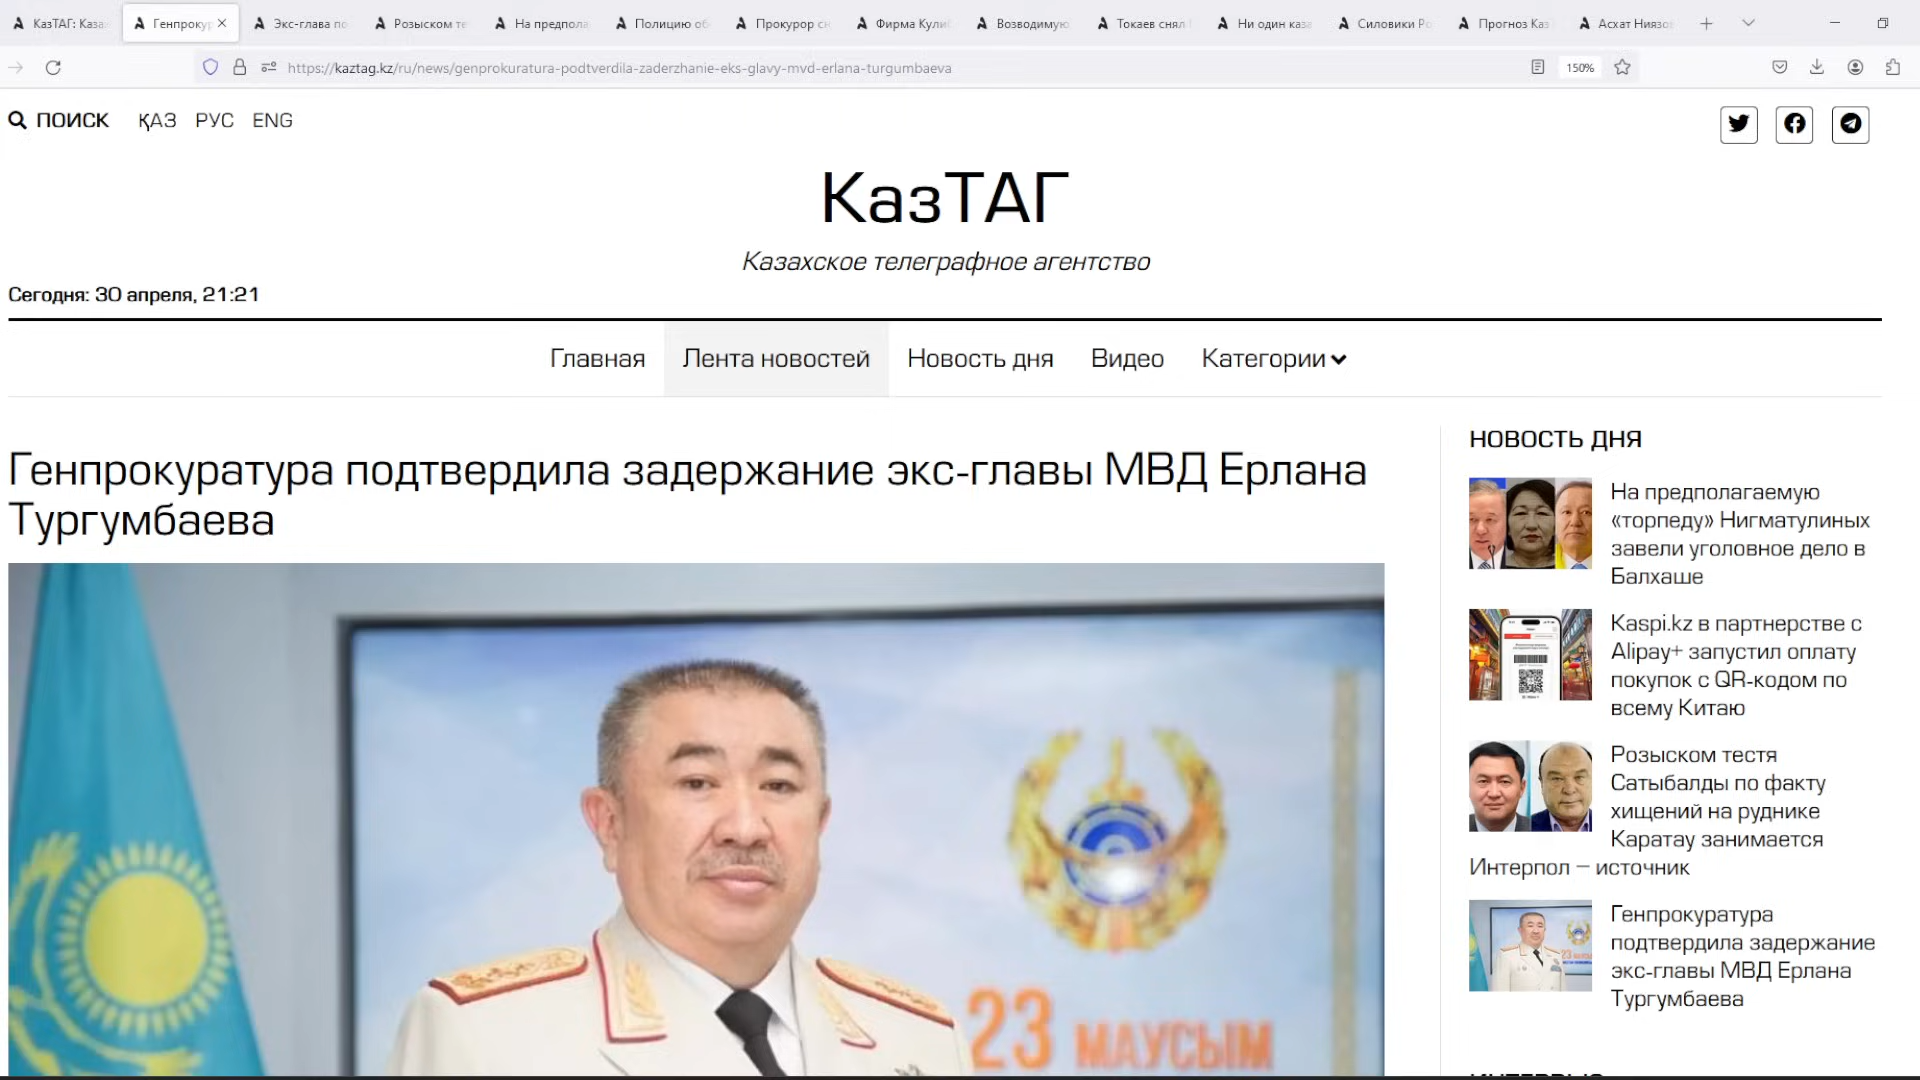 КазТАГ: Каза
Генпрокур
Экс-глава по
Розыском те
На предпола
Полицию об
Прокурор сн
Фирма Кули
Возводимую
Токаев снял
Ни один каза
Силовики Ро
Прогноз Каз
Асхат Ниязо
https://kaztag.kz/ru/news/genprokuratura-podtverdila-zaderzhanie-eks-glavy-mvd-erlana-turgumbaeva
150%
ПОИСК ҚАЗ РУС ENG
КазТАГ
Казахское телеграфное агентство
Сегодня: 30 апреля, 21:21
Главная Лента новостей Новость дня Видео Категории
Генпрокуратура подтвердила задержание экс-главы МВД Ерлана
Тургумбаева
23 МАУСЫМ
НОВОСТЬ ДНЯ
На предполагаемую
«торпеду» Нигматулиных
завели уголовное дело в
Балхаше
Kaspi.kz в партнерстве с
Alipay+ запустил оплату
покупок с QR-кодом по
всему Китаю
Розыском тестя
Сатыбалды по факту
хищений на руднике
Каратау занимается
Интерпол – источник
Генпрокуратура
подтвердила задержание
экс-главы МВД Ерлана
Тургумбаева